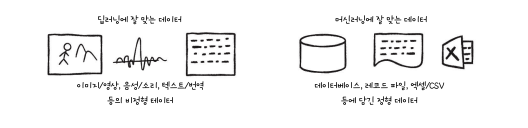 딥러닝에 잘 맞는 데이터
이미지/영상, 음성/소리, 텍스트/번역
등의 비정형 데이터
머신러닝에 잘 맞는 데이터
X
데이터베이스, 레코드 파일, 엑셀/CSV
등에 담긴 정형 데이터